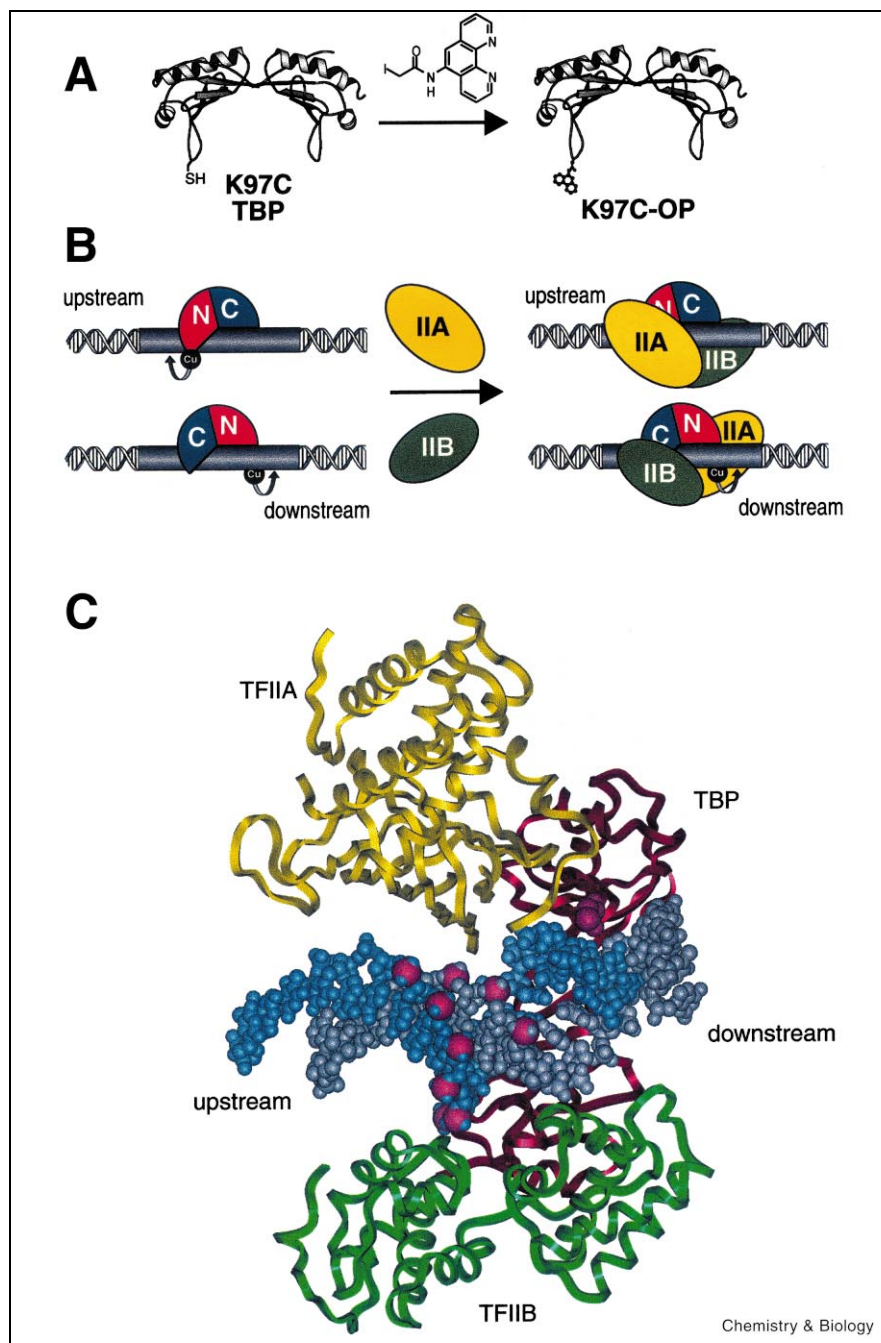 A
I
O
N
H
N
N
SH
K97C
TBP
K97C-OP
B
upstream
N C
Cu
IIA
upstream
N C
IIA
IIB
C N
Cu
downstream
IIB
C N
IIA
IIB
Cu
downstream
C
TFIIA
TBP
downstream
upstream
TFIIB
Chemistry & Biology